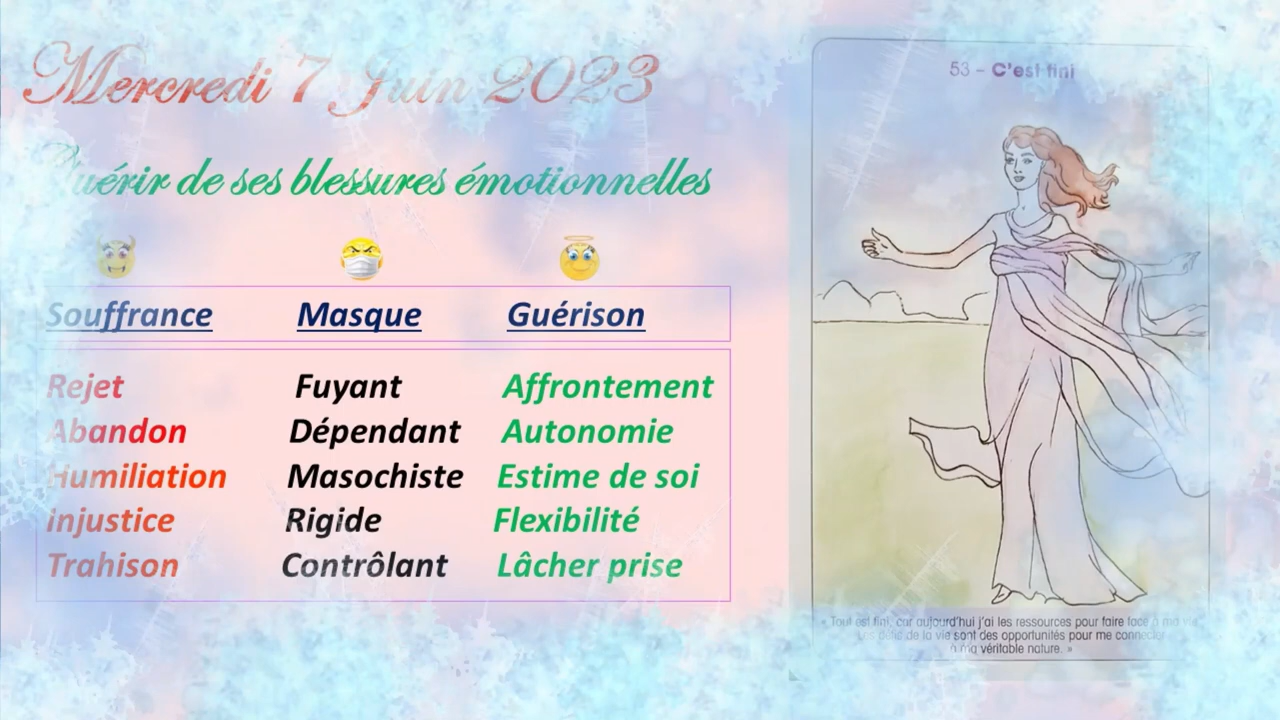 Mercredi 7 Juin 2023
Guérir de ses blessures émotionnelles
Souffrance Masque Guérison
Rejet Fuyant Affrontement
Abandon Dépendant Autonomie
Humiliation Masochiste Estime de soi
Injustice Rigide Flexibilité
Trahison Contrôlant Lâcher prise
53 - C'est fini
« Tout est fini, car aujourd'hui j'ai les ressources pour faire face à ma vie.
Les défis de la vie sont des opportunités pour me connecter
à ma véritable nature. »